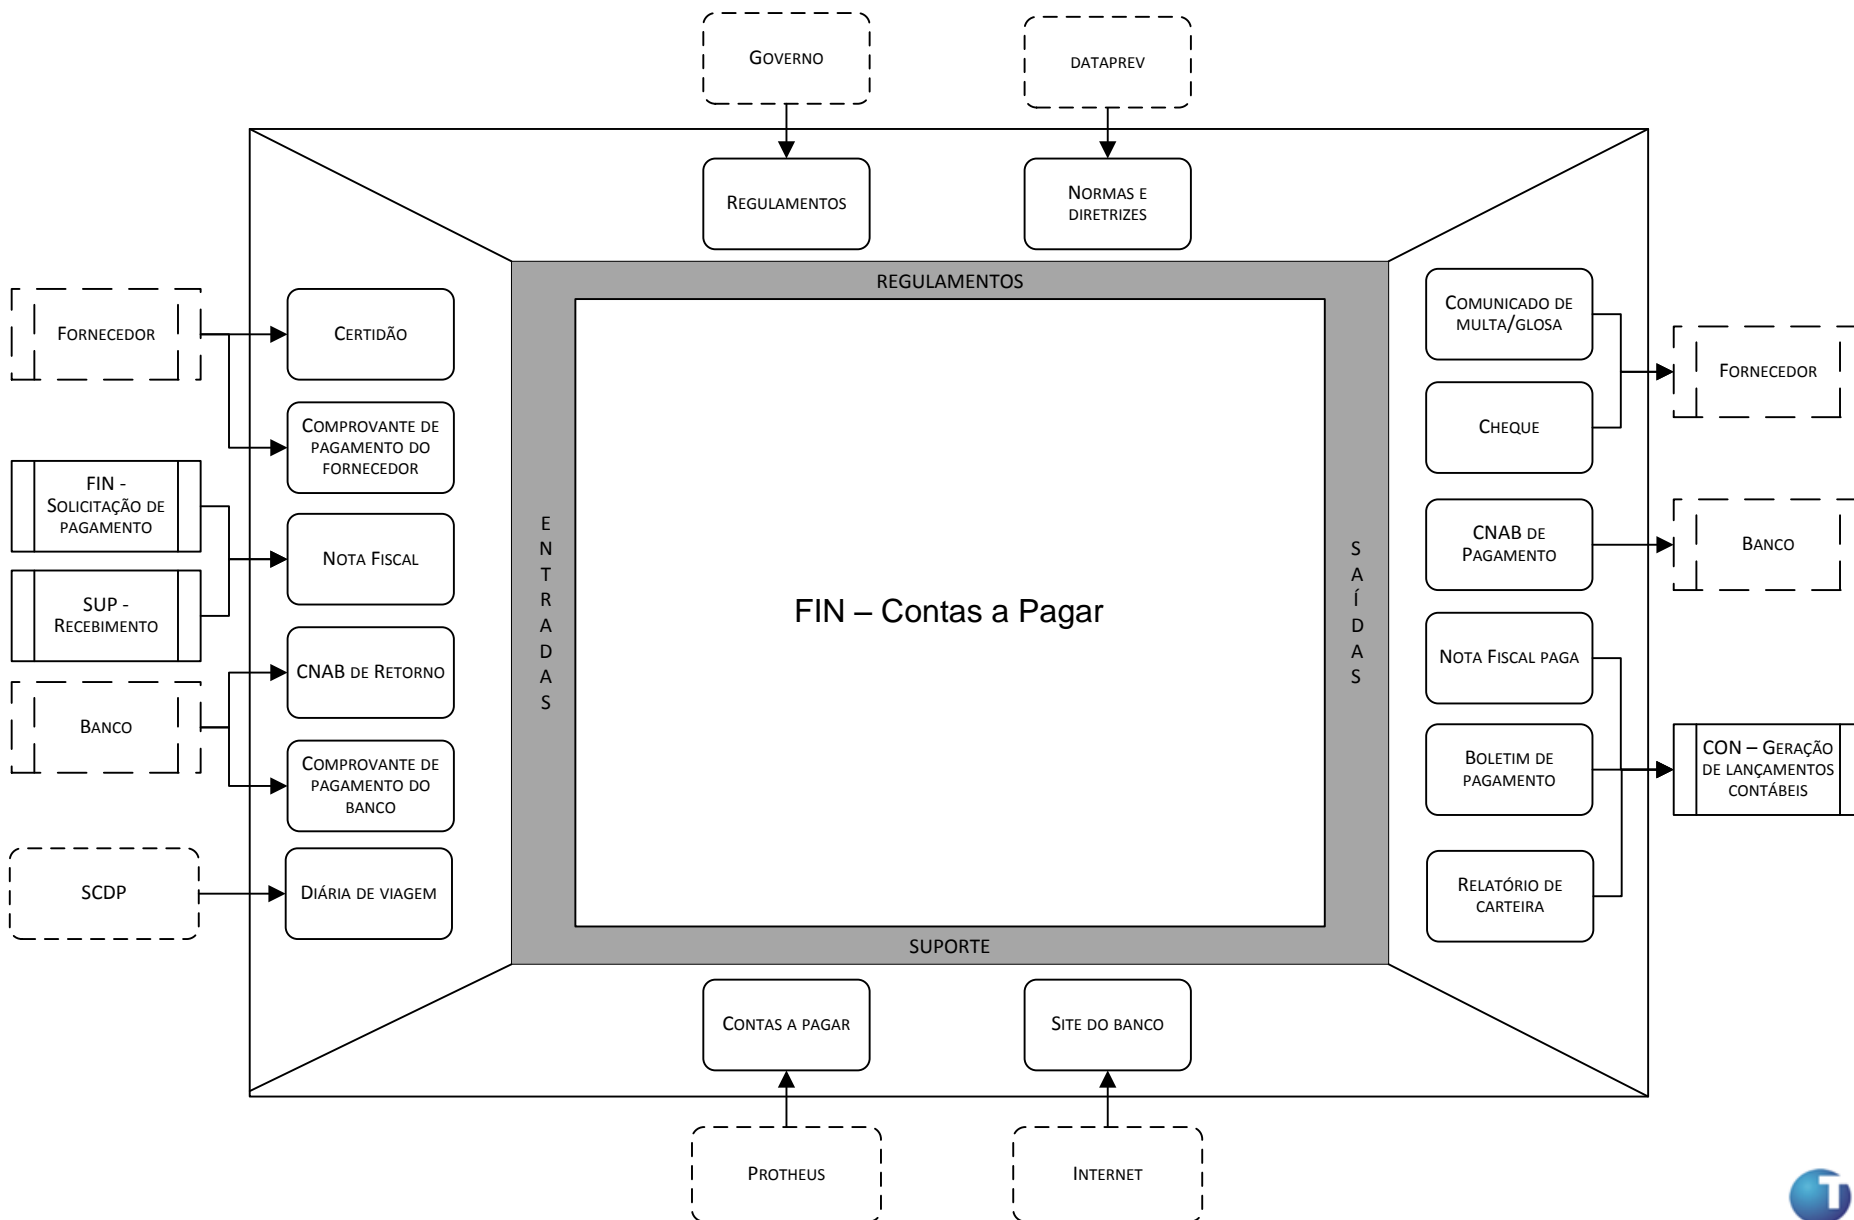 GOVERNO
DATAPREV
REGULAMENTOS
NORMAS E
DIRETRIZES
REGULAMENTOS
FORNECEDOR
CERTIDÃO
COMPROVANTE DE
PAGAMENTO DO
FORNECEDOR
FIN -
SOLICITAÇÃO DE
PAGAMENTO
NOTA FISCAL
SUP -
RECEBIMENTO
CNAB DE RETORNO
BANCO
COMPROVANTE DE
PAGAMENTO DO
BANCO
SCDP
DIÁRIA DE VIAGEM
ENTRADAS
FIN – Contas a Pagar
SAÍDAS
COMUNICADO DE
MULTA/GLOSA
FORNECEDOR
CHEQUE
CNAB DE
PAGAMENTO
BANCO
NOTA FISCAL PAGA
BOLETIM DE
PAGAMENTO
CON – GERAÇÃO
DE LANÇAMENTOS
CONTÁBEIS
RELATÓRIO DE
CARTEIRA
SUPORTE
CONTAS A PAGAR
SITE DO BANCO
PROTHEUS
INTERNET
T